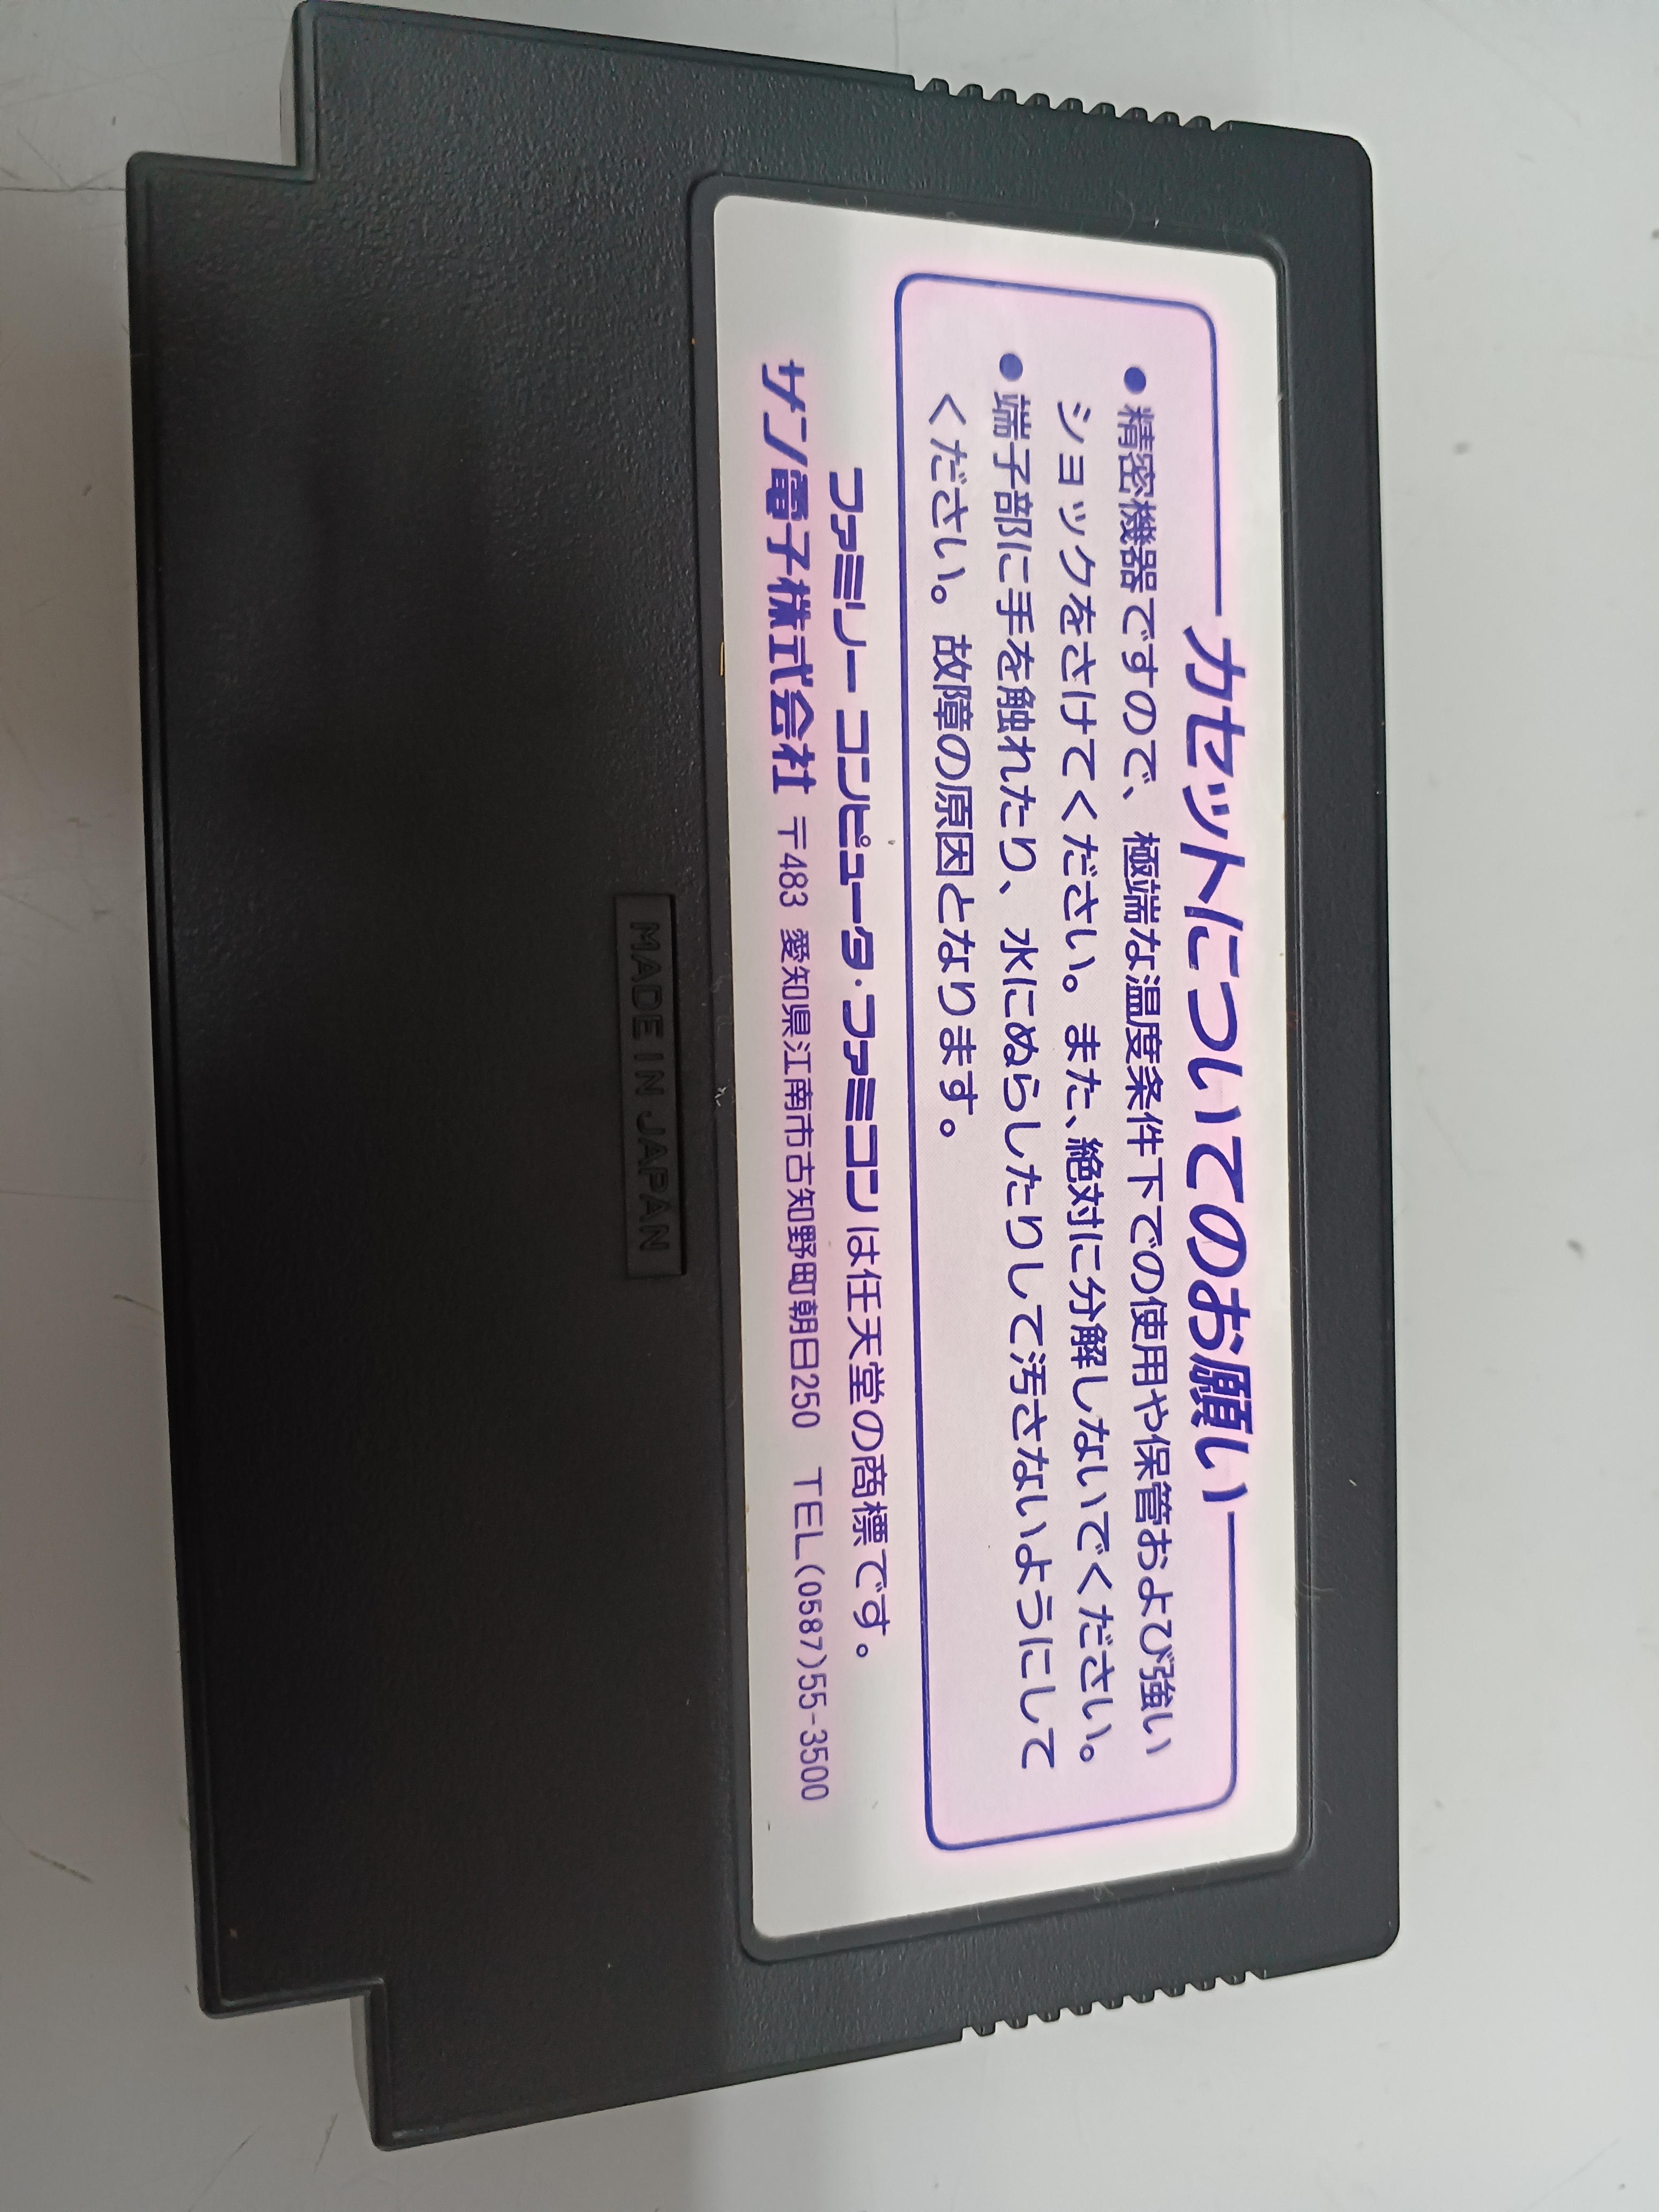 カセットについてのお願い
●精密機器ですので、極端な温度条件下での使用や保管および強い
ショックをさけてください。また、絶対に分解しないでください。
●端子部に手を触れたり、水にぬらしたりして汚さないようにして
ください。故障の原因となります。
ファミリー コンピュータ・ファミコンは任天堂の商標です。
サン電子株式会社 〒483 愛知県江南市古知野町朝日250 TEL(0587)55-3500
MADE IN JAPAN